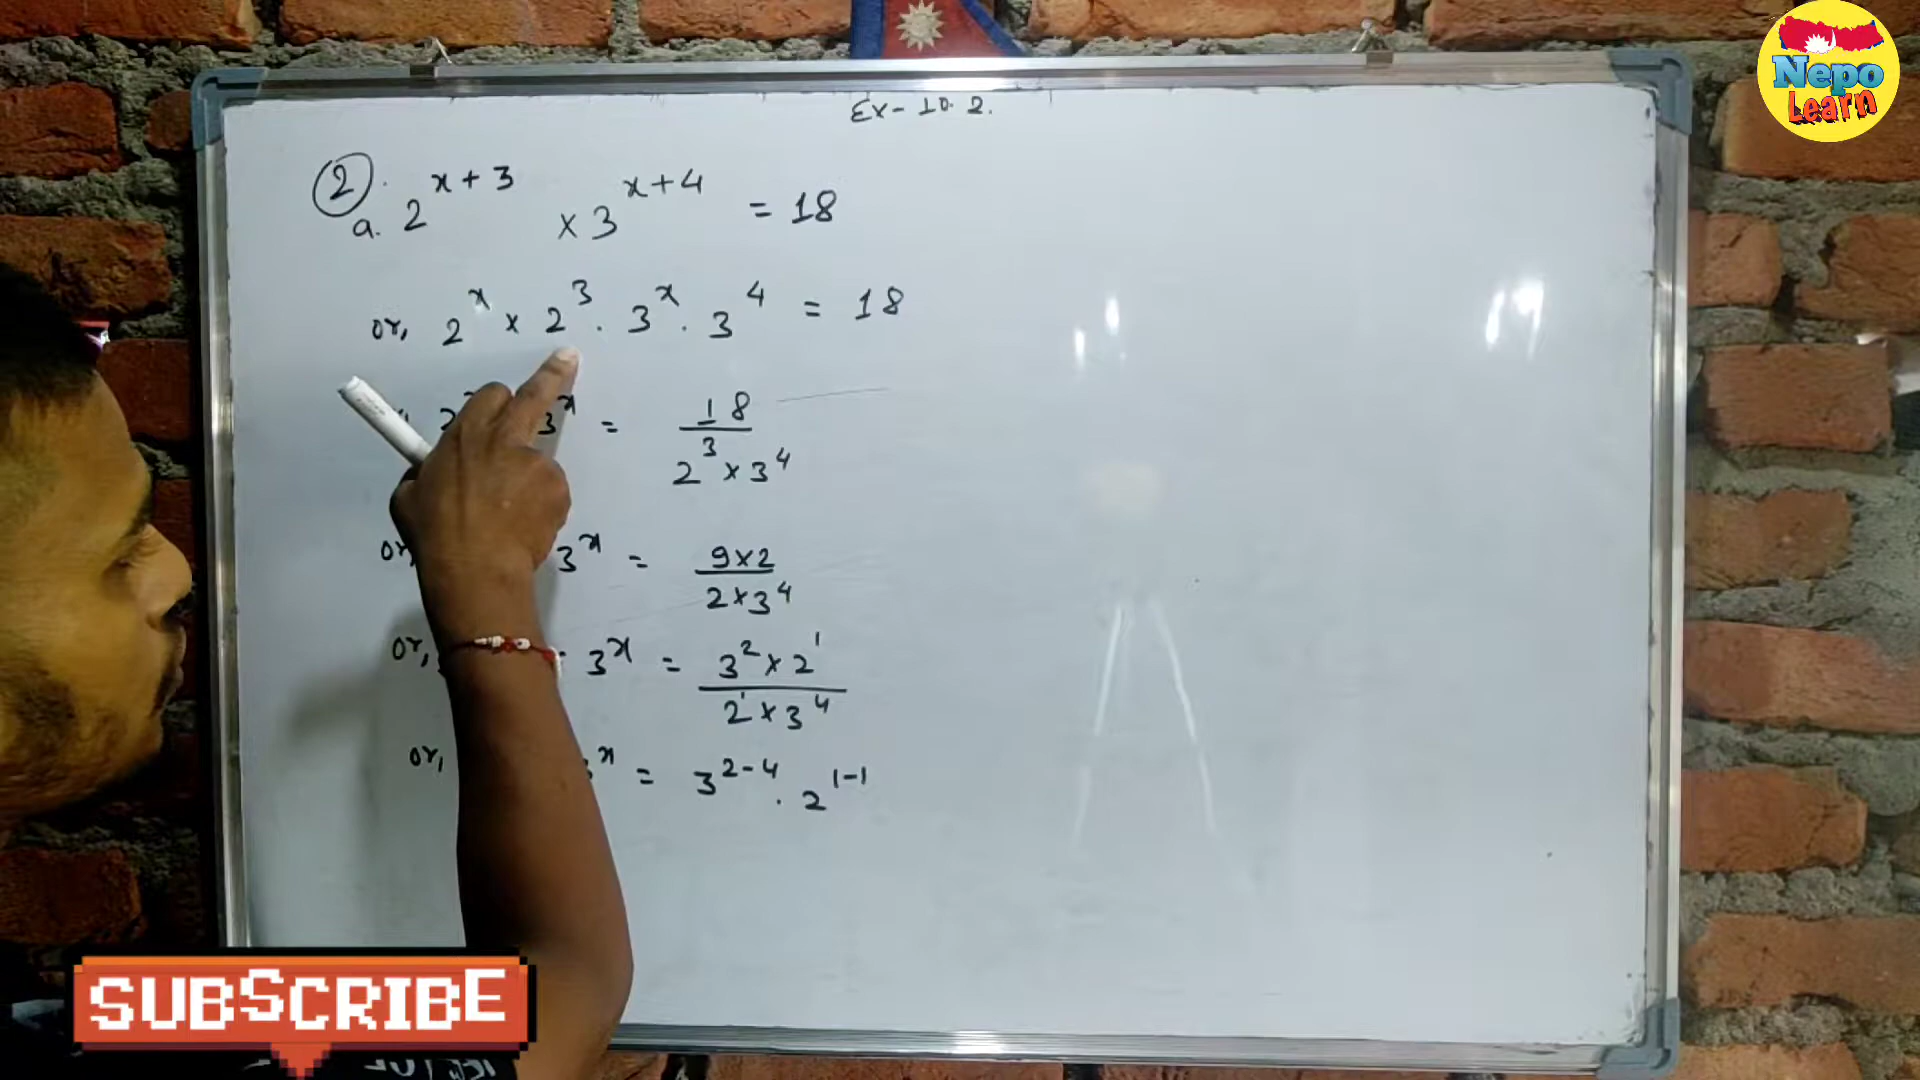 Nepo
Learn
Ex- 10.2.
2.
a. 2^{x+3} × 3^{x+4} = 18
or, 2^x × 2^3 . 3^x . 3^4 = 18
3^x = 18 / 2^3 × 3^4
or, 3^x = 9×2 / 2×3^4
or, 3^x = 3^2 × 2^1 / 2^1 × 3^4
or, ^x = 3^{2-4} . 2^{1-1}
SUBSCRIBE